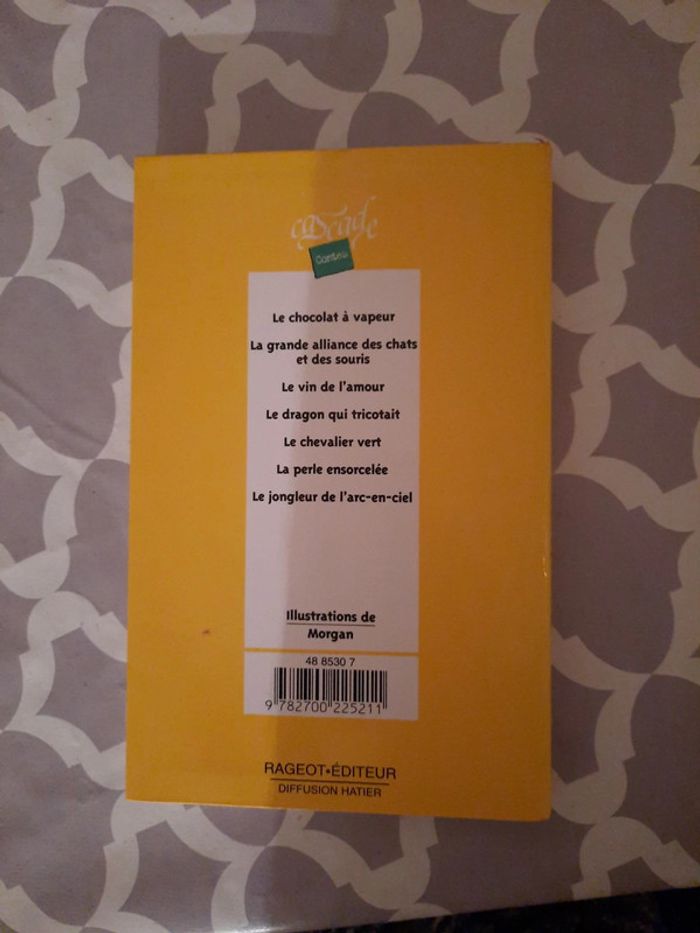 cascade
Contes
Le chocolat à vapeur
La grande alliance des chats
et des souris
Le vin de l'amour
Le dragon qui tricotait
Le chevalier vert
La perle ensorcelée
Le jongleur de l'arc-en-ciel
Illustrations de
Morgan
48 8530 7
9 782700 225211
RAGEOT•ÉDITEUR
DIFFUSION HATIER